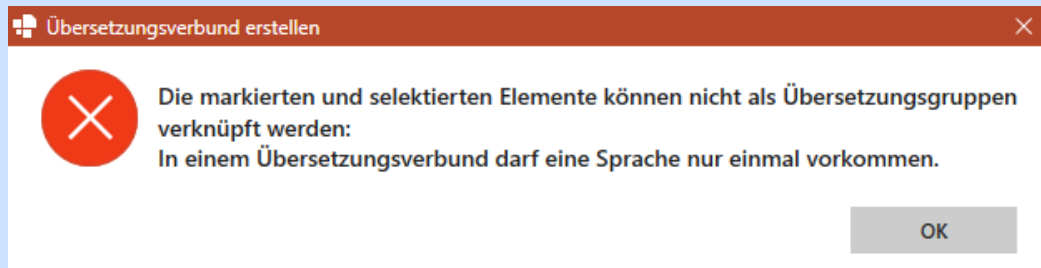 Übersetzungsverbund erstellen
Die markierten und selektierten Elemente können nicht als Übersetzungsgruppen
verknüpft werden:
In einem Übersetzungsverbund darf eine Sprache nur einmal vorkommen.
OK